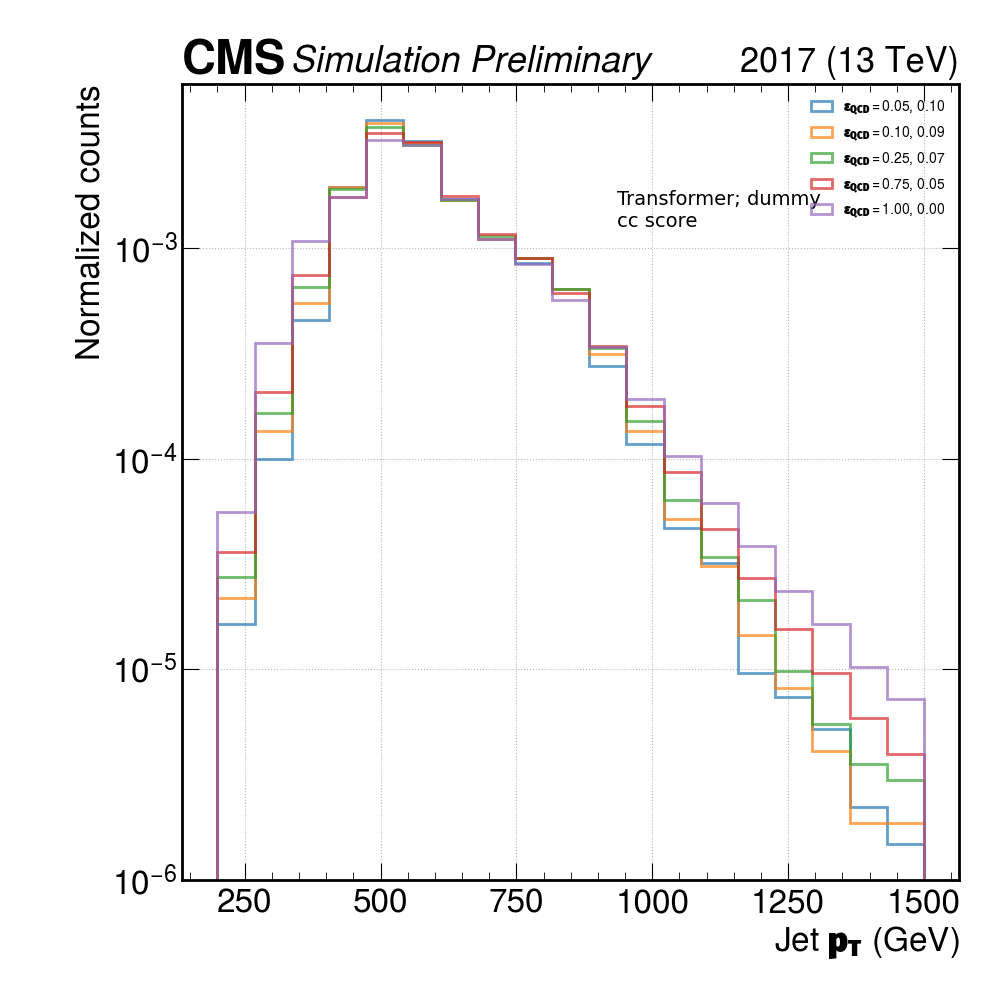 CMS Simulation Preliminary 2017 (13 TeV)
Normalized counts
ε_QCD = 0.05, 0.10
ε_QCD = 0.10, 0.09
ε_QCD = 0.25, 0.07
ε_QCD = 0.75, 0.05
ε_QCD = 1.00, 0.00
Transformer; dummy
cc score
10⁻³
10⁻⁴
10⁻⁵
10⁻⁶
250 500 750 1000 1250 1500
Jet p_T (GeV)